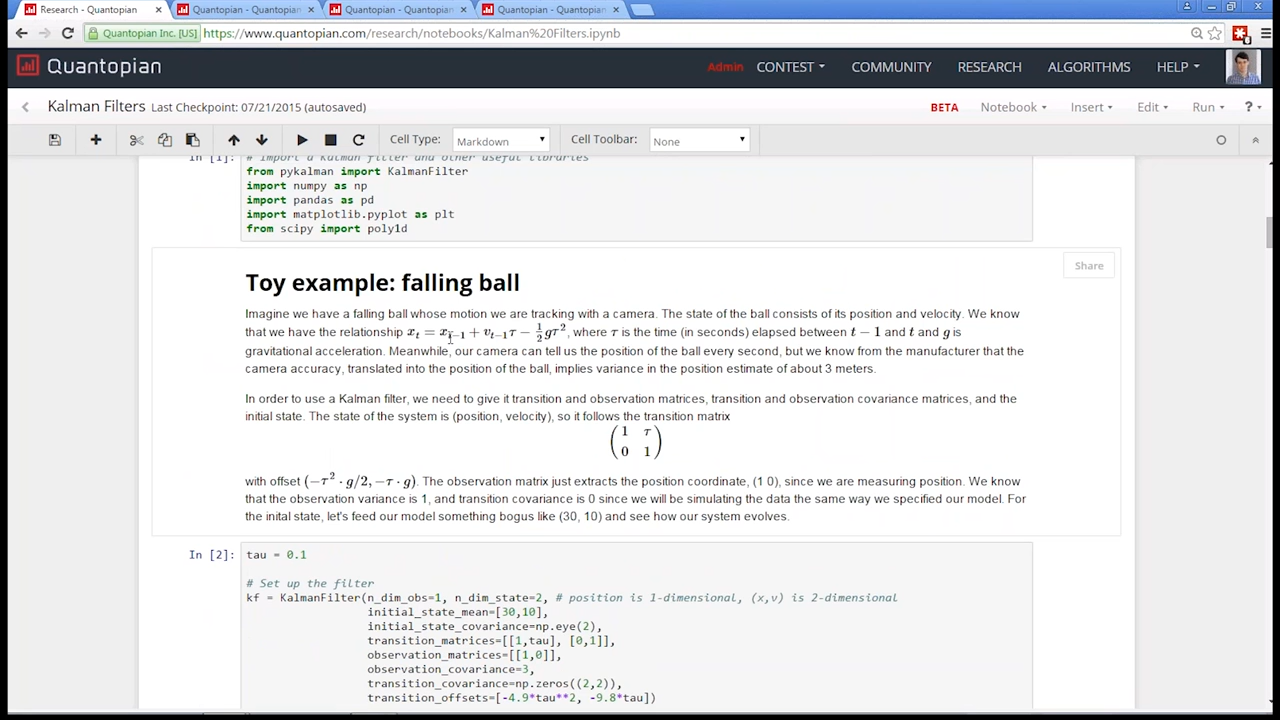 Research - Quantopian
Quantopian - Quantopian
Quantopian - Quantopian
Quantopian - Quantopian
Quantopian Inc. [US] https://www.quantopian.com/research/notebooks/Kalman%20Filters.ipynb
Quantopian Admin CONTEST COMMUNITY RESEARCH ALGORITHMS HELP
Kalman Filters Last Checkpoint: 07/21/2015 (autosaved) BETA Notebook Insert Edit Run ?
Cell Type: Markdown Cell Toolbar: None
In [1]: # Import a Kalman filter and other useful libraries
from pykalman import KalmanFilter
import numpy as np
import pandas as pd
import matplotlib.pyplot as plt
from scipy import poly1d
Toy example: falling ball
Share
Imagine we have a falling ball whose motion we are tracking with a camera. The state of the ball consists of its position and velocity. We know
that we have the relationship x_t = x_{t−1} + v_{t−1}τ − ½gτ², where τ is the time (in seconds) elapsed between t − 1 and t and g is
gravitational acceleration. Meanwhile, our camera can tell us the position of the ball every second, but we know from the manufacturer that the
camera accuracy, translated into the position of the ball, implies variance in the position estimate of about 3 meters.
In order to use a Kalman filter, we need to give it transition and observation matrices, transition and observation covariance matrices, and the
initial state. The state of the system is (position, velocity), so it follows the transition matrix
1 τ
0 1
with offset (−τ² · g/2, −τ · g). The observation matrix just extracts the position coordinate, (1 0), since we are measuring position. We know
that the observation variance is 1, and transition covariance is 0 since we will be simulating the data the same way we specified our model. For
the inital state, let's feed our model something bogus like (30, 10) and see how our system evolves.
In [2]: tau = 0.1
# Set up the filter
kf = KalmanFilter(n_dim_obs=1, n_dim_state=2, # position is 1-dimensional, (x,v) is 2-dimensional
initial_state_mean=[30,10],
initial_state_covariance=np.eye(2),
transition_matrices=[[1,tau], [0,1]],
observation_matrices=[[1,0]],
observation_covariance=3,
transition_covariance=np.zeros((2,2)),
transition_offsets=[-4.9*tau**2, -9.8*tau])